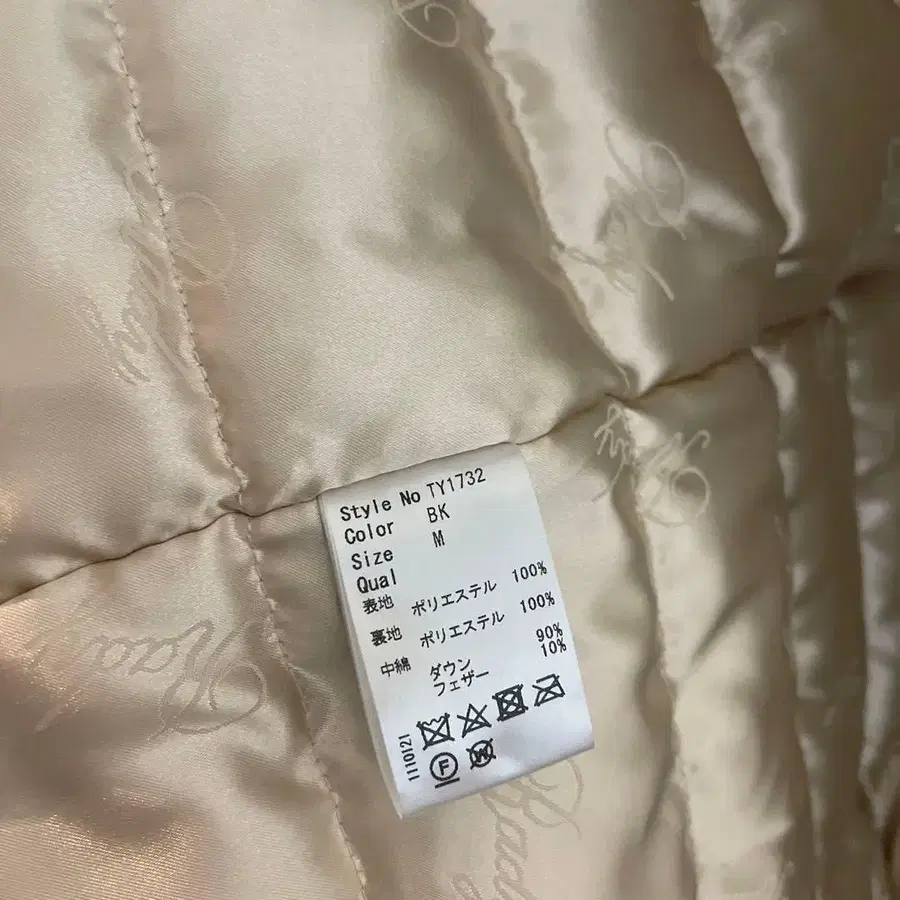 Style No TY1732
Color BK
Size M
Qual
表地 ポリエステル 100%
裏地 ポリエステル 100%
中綿 ダウン 90%
フェザー 10%
1110121
F
W